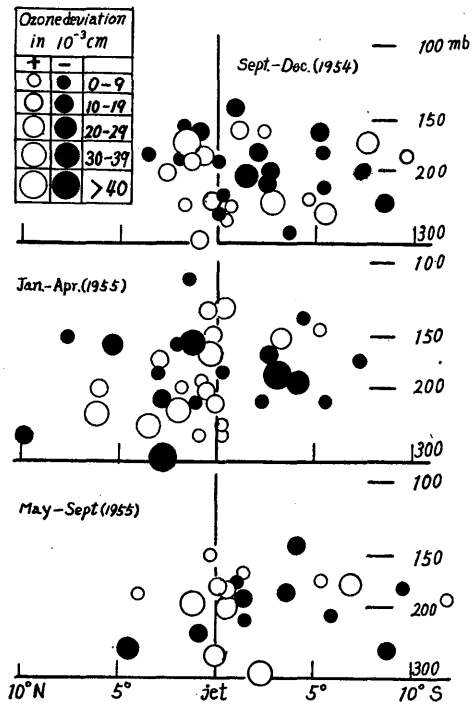 Ozone deviation
in 10⁻³cm
+ −
0-9
10-19
20-29
30-39
>40
Sept.-Dec. (1954)
100 mb
150
200
300
Jan-Apr. (1955)
100
150
200
300
May-Sept (1955)
100
150
200
300
10°N 5° jet 5° 10°S